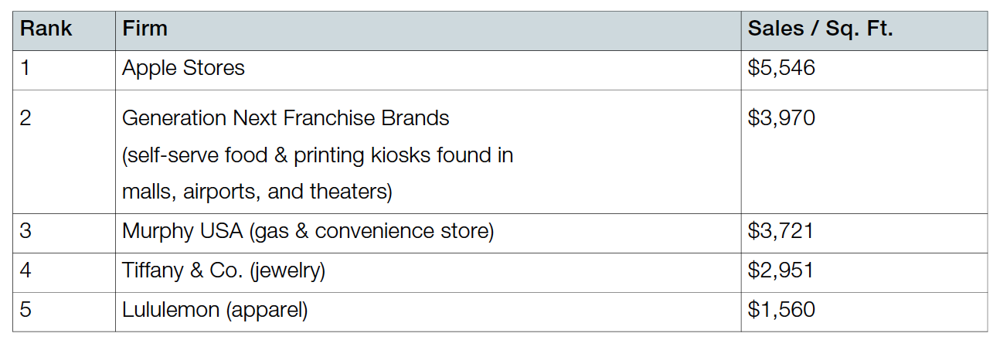 Rank Firm Sales / Sq. Ft.
1 Apple Stores $5,546
2 Generation Next Franchise Brands $3,970
(self-serve food & printing kiosks found in
malls, airports, and theaters)
3 Murphy USA (gas & convenience store) $3,721
4 Tiffany & Co. (jewelry) $2,951
5 Lululemon (apparel) $1,560